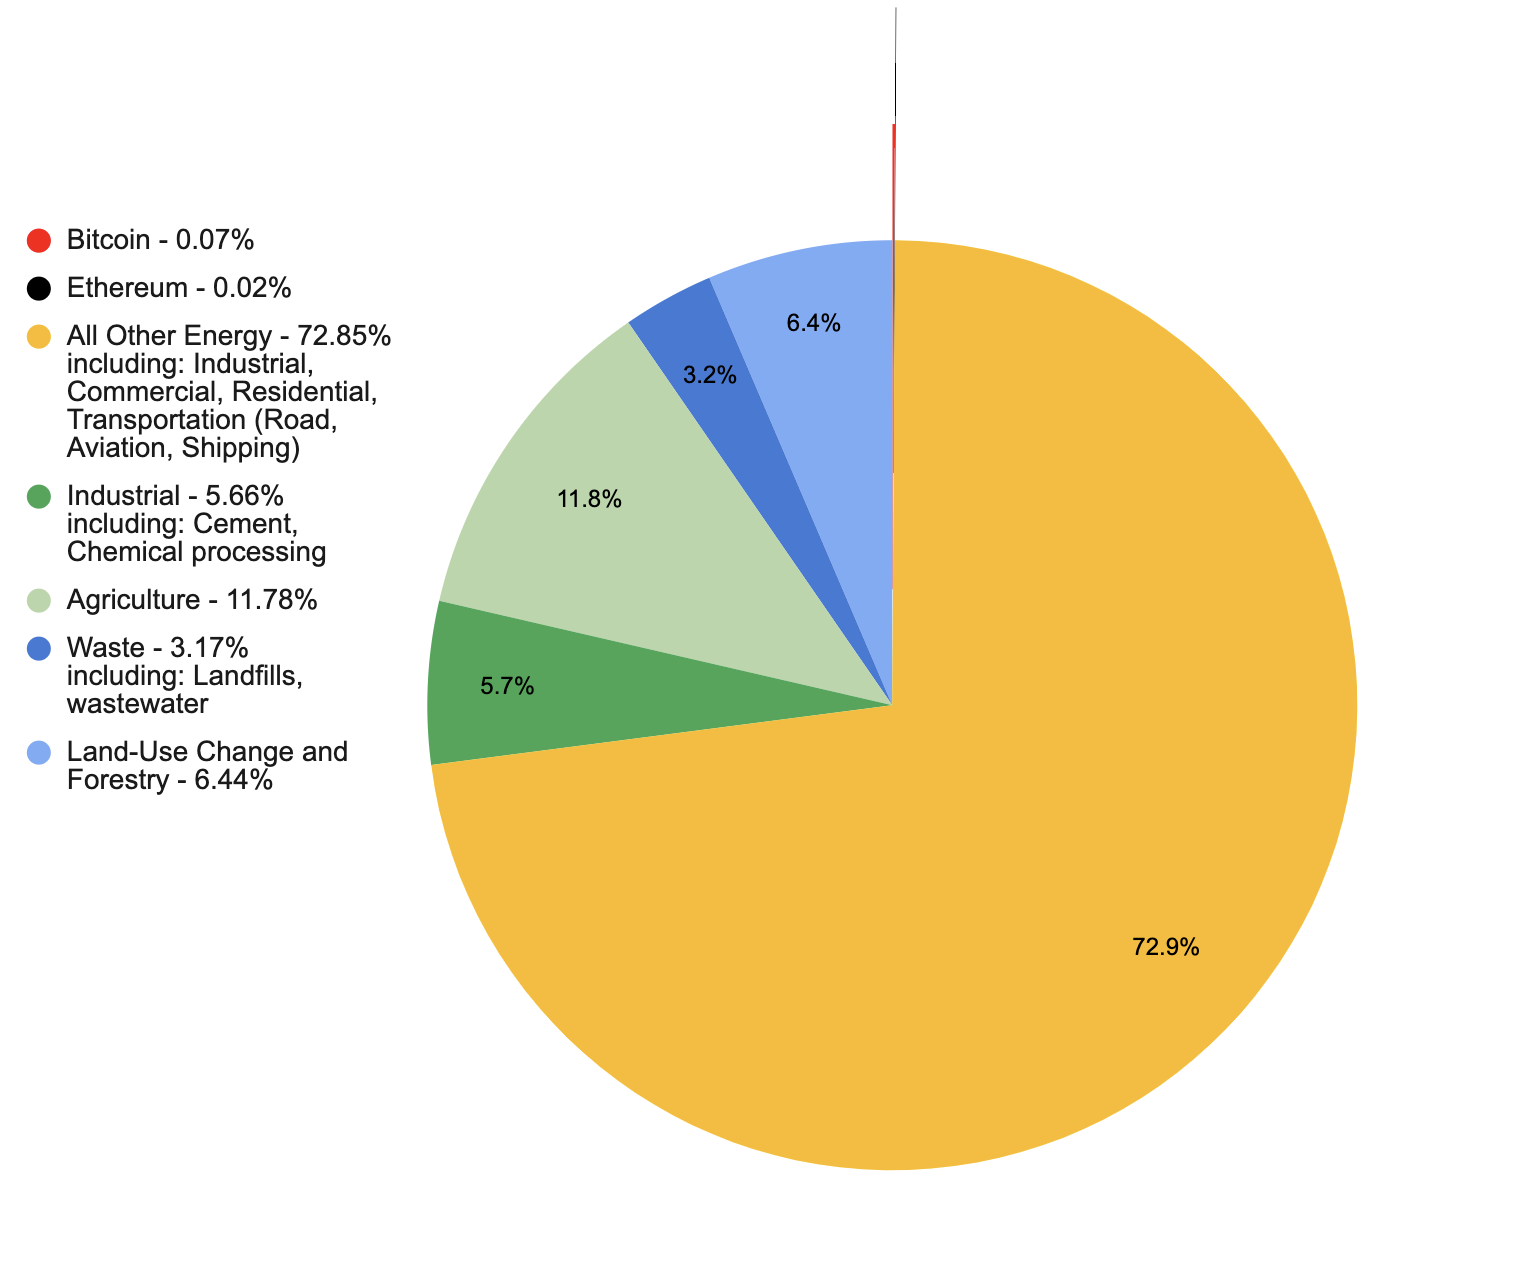 Bitcoin - 0.07%
Ethereum - 0.02%
All Other Energy - 72.85%
including: Industrial,
Commercial, Residential,
Transportation (Road,
Aviation, Shipping)
Industrial - 5.66%
including: Cement,
Chemical processing
Agriculture - 11.78%
Waste - 3.17%
including: Landfills,
wastewater
Land-Use Change and
Forestry - 6.44%
6.4%
3.2%
11.8%
5.7%
72.9%